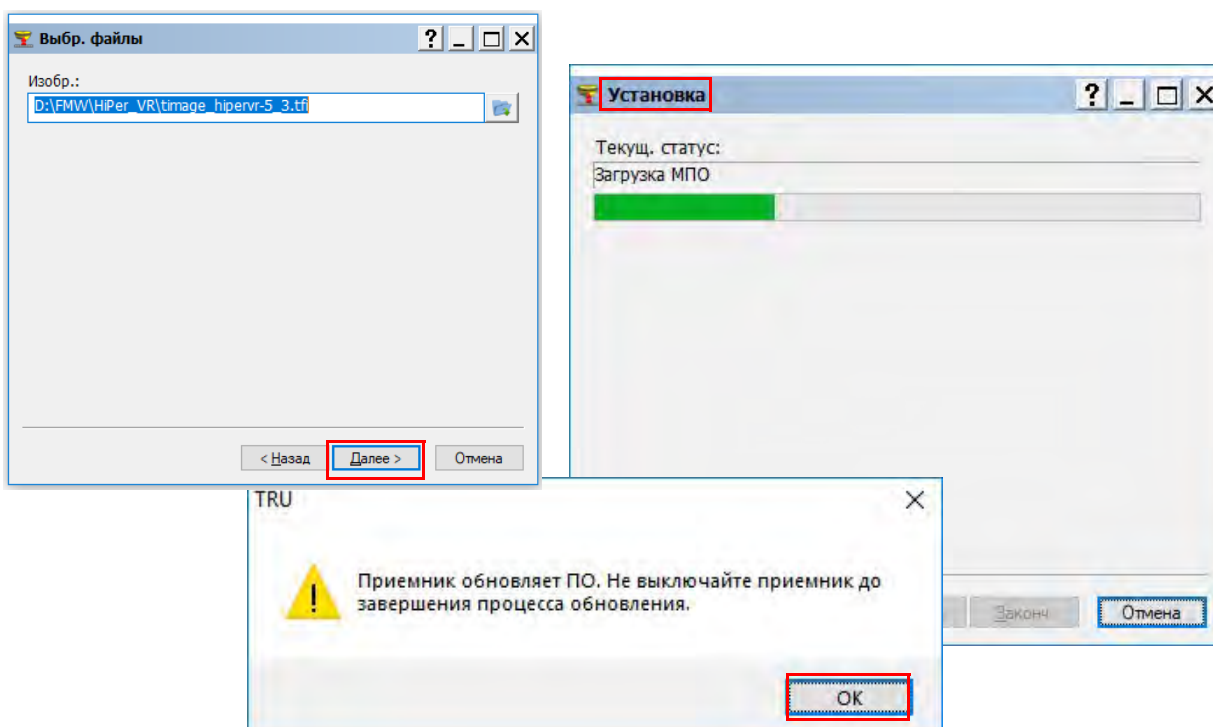 Выбр. файлы
Изобр.:
D:\FMW\HiPer_VR\timage_hipervr-5_3.tfi
< Назад
Далее >
Отмена
Установка
Текущ. статус:
Загрузка МПО
Законч
Отмена
TRU
Приемник обновляет ПО. Не выключайте приемник до
завершения процесса обновления.
OK